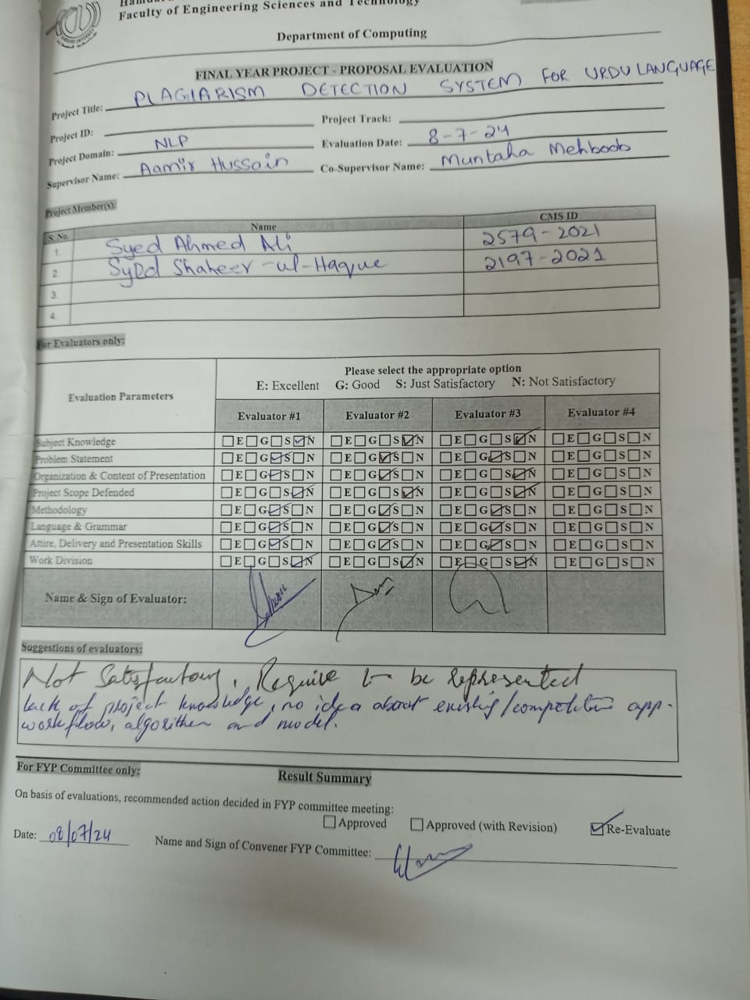 Faculty of Engineering Sciences and Technology
Department of Computing
FINAL YEAR PROJECT - PROPOSAL EVALUATION
Project Title: PLAGIARISM DETECTION SYSTEM FOR URDU LANGUAGE
Project ID: Project Track:
Project Domain: NLP Evaluation Date: 8-7-24
Supervisor Name: Aamir Hussain Co-Supervisor Name: Muntaha Mehboob
Project Member(s):
S. No. Name CMS ID
1. Syed Ahmed Ali 2579-2021
2. Syed Shaheer-ul-Haque 2197-2021
3.
4.
For Evaluators only:
Evaluation Parameters
Please select the appropriate option
E: Excellent G: Good S: Just Satisfactory N: Not Satisfactory
Evaluator #1 Evaluator #2 Evaluator #3 Evaluator #4
Subject Knowledge E G S N E G S N E G S N E G S N
Problem Statement E G S N E G S N E G S N E G S N
Organization & Content of Presentation E G S N E G S N E G S N E G S N
Project Scope Defended E G S N E G S N E G S N E G S N
Methodology E G S N E G S N E G S N E G S N
Language & Grammar E G S N E G S N E G S N E G S N
Attire, Delivery and Presentation Skills E G S N E G S N E G S N E G S N
Work Division E G S N E G S N E G S N E G S N
Name & Sign of Evaluator:
Suggestions of evaluators:
Not Satisfactory, Require to be represented
lack of project knowledge, no idea about existing/competitive app.
workflow, algorithm and model.
For FYP Committee only:
Result Summary
On basis of evaluations, recommended action decided in FYP committee meeting:
Approved Approved (with Revision) Re-Evaluate
Date: 08/07/24 Name and Sign of Convener FYP Committee: